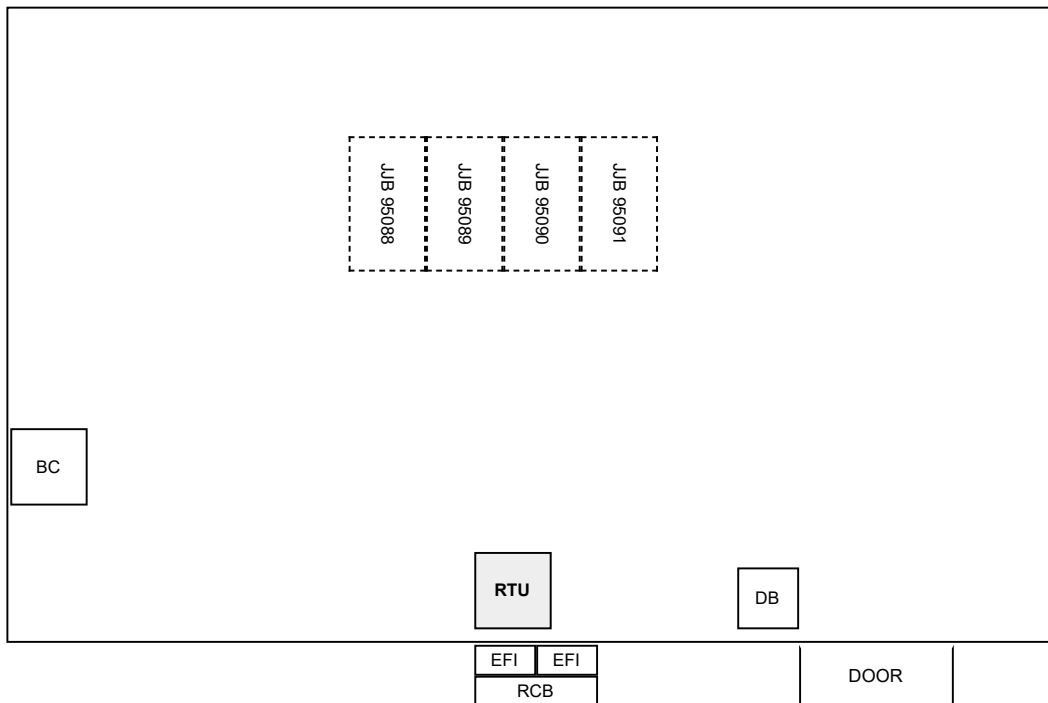 JJB 95088
JJB 95089
JJB 95090
JJB 95091
BC
RTU
DB
EFI
EFI
RCB
DOOR